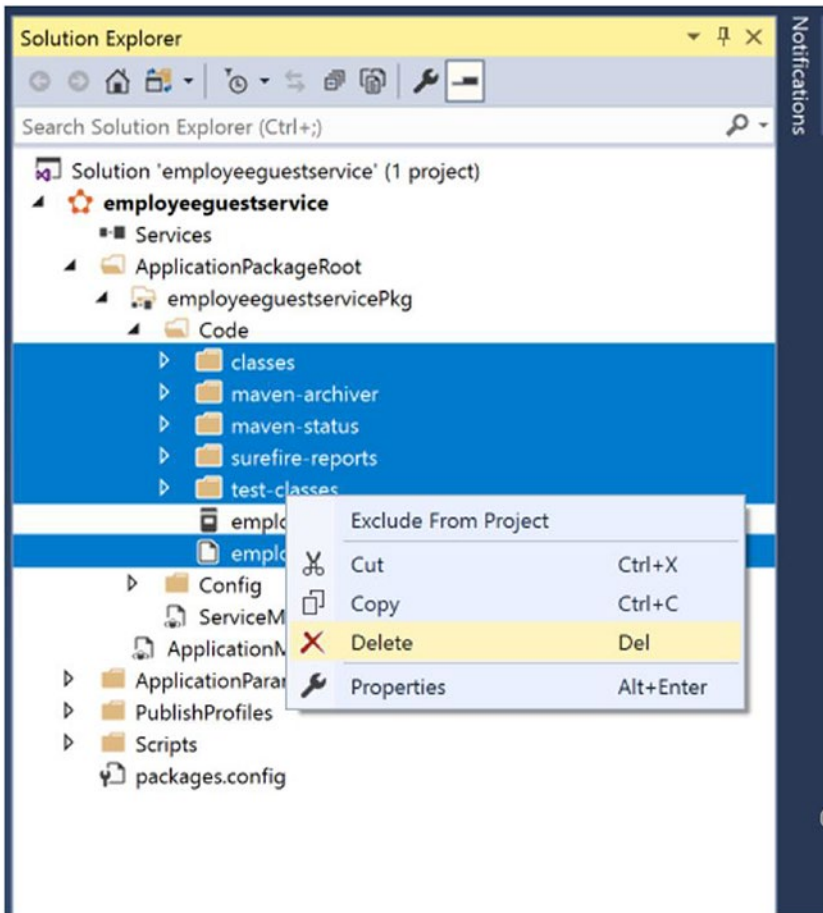 Solution Explorer
Search Solution Explorer (Ctrl+;)
Solution 'employeeguestservice' (1 project)
employeeguestservice
Services
ApplicationPackageRoot
employeeguestservicePkg
Code
classes
maven-archiver
maven-status
surefire-reports
test-classes
emplo
emplo
Config
ServiceM
ApplicationM
ApplicationParar
PublishProfiles
Scripts
packages.config
Exclude From Project
Cut Ctrl+X
Copy Ctrl+C
Delete Del
Properties Alt+Enter
Notifications